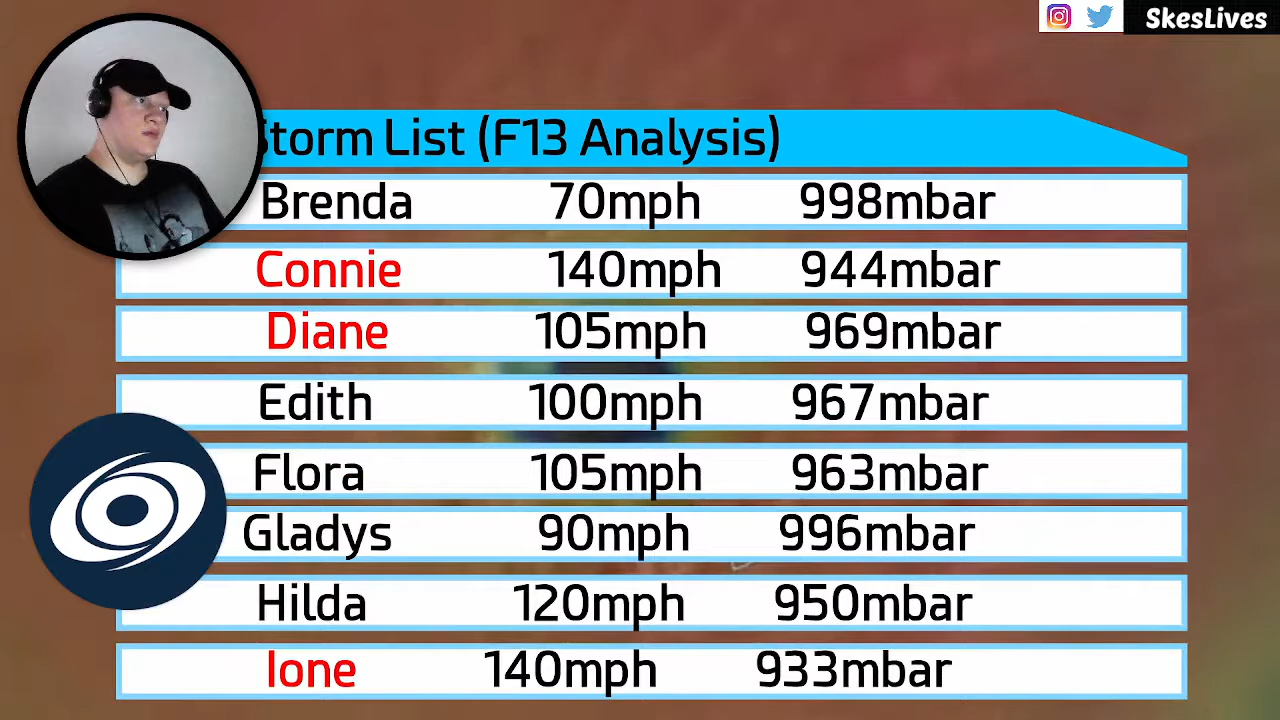 SkesLives
Storm List (F13 Analysis)
Brenda 70mph 998mbar
Connie 140mph 944mbar
Diane 105mph 969mbar
Edith 100mph 967mbar
Flora 105mph 963mbar
Gladys 90mph 996mbar
Hilda 120mph 950mbar
Ione 140mph 933mbar